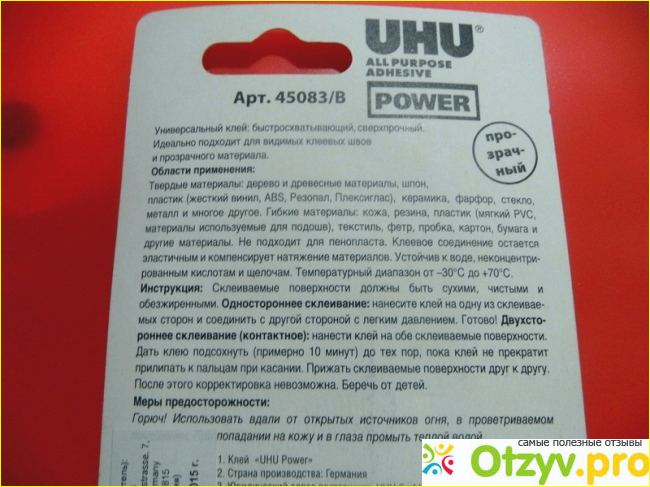 UHU®
ALL PURPOSE
ADHESIVE
Арт. 45083/В
POWER
Универсальный клей: быстросхватывающий, сверхпрочный.
Идеально подходит для видимых клеевых швов
и прозрачного материала.
про-
зрач-
ный
Области применения:
Твердые материалы: дерево и древесные материалы, шпон,
пластик (жесткий винил, ABS, Резопал, Плексиглас), керамика, фарфор, стекло,
металл и многое другое. Гибкие материалы: кожа, резина, пластик (мягкий PVC,
материалы используемые для подошв), текстиль, фетр, пробка, картон, бумага и
другие материалы. Не подходит для пенопласта. Клеевое соединение остается
эластичным и компенсирует натяжение материалов. Устойчив к воде, неконцентри-
рованным кислотам и щелочам. Температурный диапазон от –30°С до +70°С.
Инструкция: Склеиваемые поверхности должны быть сухими, чистыми и
обезжиренными. Одностороннее склеивание: нанесите клей на одну из склеивае-
мых сторон и соединить с другой стороной с легким давлением. Готово! Двухсто-
роннее склеивание (контактное): нанести клей на обе склеиваемые поверхности.
Дать клею подсохнуть (примерно 10 минут) до тех пор, пока клей не прекратит
прилипать к пальцам при касании. Прижать склеиваемые поверхности друг к другу.
После этого корректировка невозможна. Беречь от детей.
Меры предосторожности:
Горюч! Использовать вдали от открытых источников огня, в проветриваемом
попадании на кожу и в глаза промыть теплой водой.
1. Клей «UHU Power»
2. Страна производства: Германия
strasse, 7,
many
815
2015 г.
самые полезные отзывы
Otzyv.pro